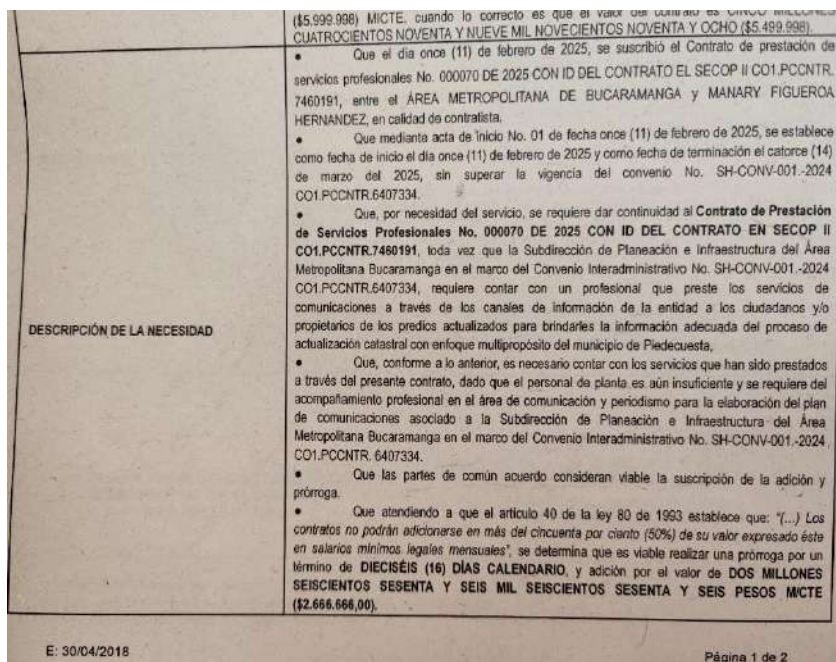 ($5.999.998) M/CTE, cuando lo correcto es que el valor del contrato es CINCO MILLONES
CUATROCIENTOS NOVENTA Y NUEVE MIL NOVECIENTOS NOVENTA Y OCHO ($5.499.998).
DESCRIPCIÓN DE LA NECESIDAD
• Que el día once (11) de febrero de 2025, se suscribió el Contrato de prestación de
servicios profesionales No. 000070 DE 2025 CON ID DEL CONTRATO EL SECOP II CO1.PCCNTR.
7460191, entre el ÁREA METROPOLITANA DE BUCARAMANGA y MANARY FIGUEROA
HERNANDEZ, en calidad de contratista.
• Que mediante acta de inicio No. 01 de fecha once (11) de febrero de 2025, se establece
como fecha de inicio el día once (11) de febrero de 2025 y como fecha de terminación el catorce (14)
de marzo del 2025, sin superar la vigencia del convenio No. SH-CONV-001.-2024
CO1.PCCNTR.6407334.
• Que, por necesidad del servicio, se requiere dar continuidad al Contrato de Prestación
de Servicios Profesionales No. 000070 DE 2025 CON ID DEL CONTRATO EN SECOP II
CO1.PCCNTR.7460191, toda vez que la Subdirección de Planeación e Infraestructura del Área
Metropolitana Bucaramanga en el marco del Convenio Interadministrativo No. SH-CONV-001.-2024
CO1.PCCNTR.6407334, requiere contar con un profesional que preste los servicios de
comunicaciones a través de los canales de información de la entidad a los ciudadanos y/o
propietarios de los predios actualizados para brindarles la información adecuada del proceso de
actualización catastral con enfoque multipropósito del municipio de Piedecuesta,
• Que, conforme a lo anterior, es necesario contar con los servicios que han sido prestados
a través del presente contrato, dado que el personal de planta es aún insuficiente y se requiere del
acompañamiento profesional en el área de comunicación y periodismo para la elaboración del plan
de comunicaciones asociado a la Subdirección de Planeación e Infraestructura del Área
Metropolitana Bucaramanga en el marco del Convenio Interadministrativo No. SH-CONV-001.-2024
CO1.PCCNTR. 6407334.
• Que las partes de común acuerdo consideran viable la suscripción de la adición y
prórroga.
• Que atendiendo a que el articulo 40 de la ley 80 de 1993 establece que: "(...) Los
contratos no podrán adicionarse en más del cincuenta por ciento (50%) de su valor expresado éste
en salarios mínimos legales mensuales", se determina que es viable realizar una prórroga por un
término de DIECISÉIS (16) DÍAS CALENDARIO, y adición por el valor de DOS MILLONES
SEISCIENTOS SESENTA Y SEIS MIL SEISCIENTOS SESENTA Y SEIS PESOS M/CTE
($2.666.666,00).
E: 30/04/2018
Página 1 de 2